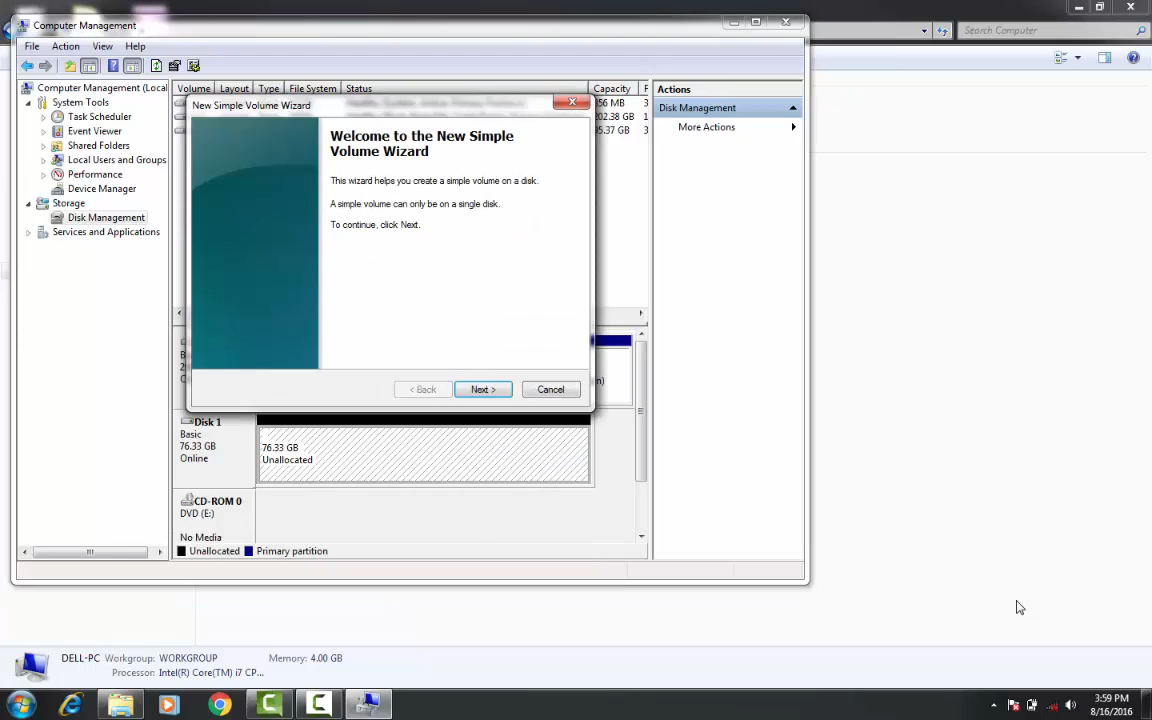 Computer Management
Search Computer
File Action View Help
Computer Management (Local
System Tools
Task Scheduler
Event Viewer
Shared Folders
Local Users and Groups
Performance
Device Manager
Storage
Disk Management
Services and Applications
Volume Layout Type File System Status Capacity F
356 MB 3
202.38 GB 1
95.37 GB 3
New Simple Volume Wizard
Welcome to the New Simple
Volume Wizard
This wizard helps you create a simple volume on a disk.
A simple volume can only be on a single disk.
To continue, click Next.
< Back Next > Cancel
Actions
Disk Management
More Actions
Disk 1
Basic
76.33 GB
Online
76.33 GB
Unallocated
CD-ROM 0
DVD (E:)
No Media
Unallocated Primary partition
DELL-PC Workgroup: WORKGROUP Memory: 4.00 GB
Processor: Intel(R) Core(TM) i7 CP...
3:59 PM
8/16/2016